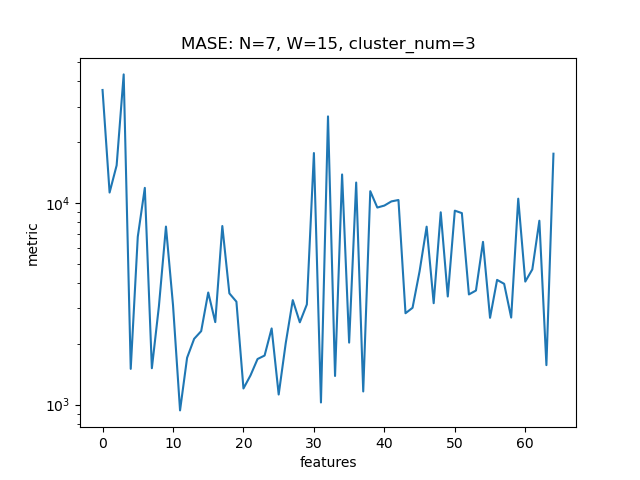 MASE: N=7, W=15, cluster_num=3
metric
10^4
10^3
0 10 20 30 40 50 60
features